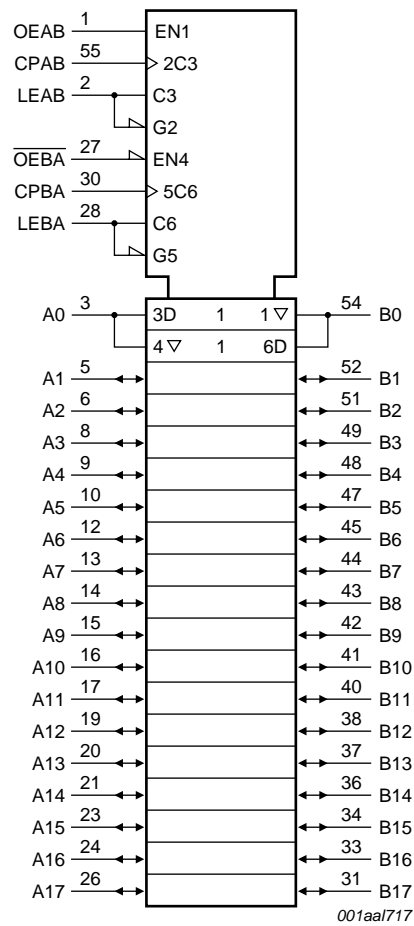 OEAB 1 EN1
CPAB 55 2C3
LEAB 2 C3
G2
OEBA 27 EN4
CPBA 30 5C6
LEBA 28 C6
G5
A0 3 3D 1 1 ▽ 54 B0
4 ▽ 1 6D
A1 5 52 B1
A2 6 51 B2
A3 8 49 B3
A4 9 48 B4
A5 10 47 B5
A6 12 45 B6
A7 13 44 B7
A8 14 43 B8
A9 15 42 B9
A10 16 41 B10
A11 17 40 B11
A12 19 38 B12
A13 20 37 B13
A14 21 36 B14
A15 23 34 B15
A16 24 33 B16
A17 26 31 B17
001aal717